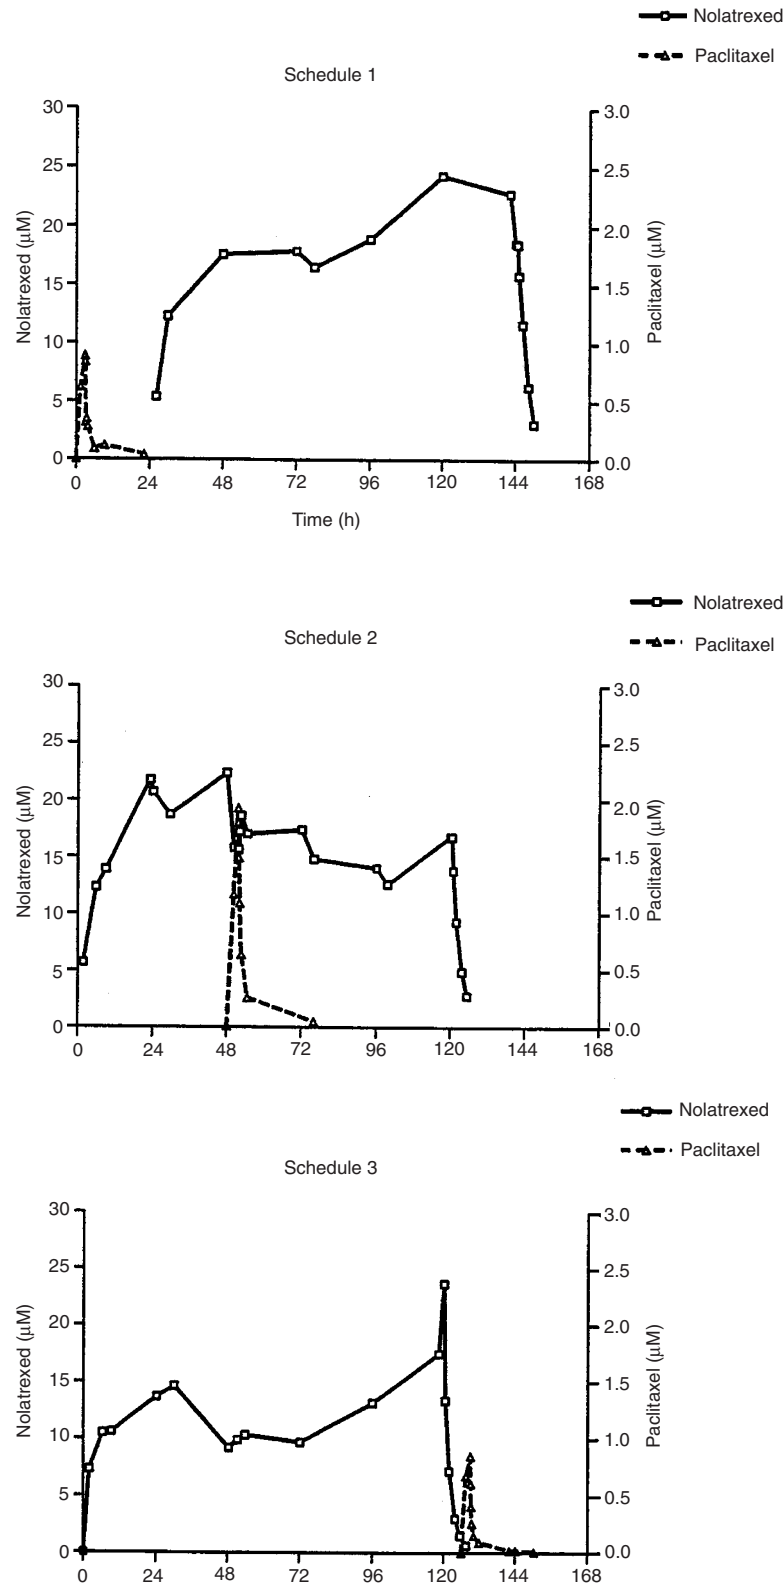 Nolatrexed
Paclitaxel
Schedule 1
30
25
20
15
10
5
0
Nolatrexed (μM)
3.0
2.5
2.0
1.5
1.0
0.5
0.0
Paclitaxel (μM)
0 24 48 72 96 120 144 168
Time (h)
Nolatrexed
Paclitaxel
Schedule 2
30
25
20
15
10
5
0
Nolatrexed (μM)
3.0
2.5
2.0
1.5
1.0
0.5
0.0
Paclitaxel (μM)
0 24 48 72 96 120 144 168
Nolatrexed
Paclitaxel
Schedule 3
30
25
20
15
10
5
0
Nolatrexed (μM)
3.0
2.5
2.0
1.5
1.0
0.5
0.0
Paclitaxel (μM)
0 24 48 72 96 120 144 168